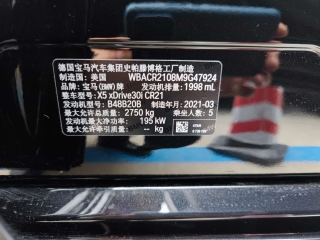 德国宝马汽车集团史帕滕博格工厂制造
制造国：美国 WBACR2108M9G47924
品牌：宝马(BMW)牌 发动机排量：1998 mL
整车型号：X5 xDrive30i CR21
发动机型号：B48B20B 制造年月：2021-03
最大允许总质量：2750 kg 乘坐人数：5
发动机最大净功率：195 kW
最大允许牵引质量：- kg